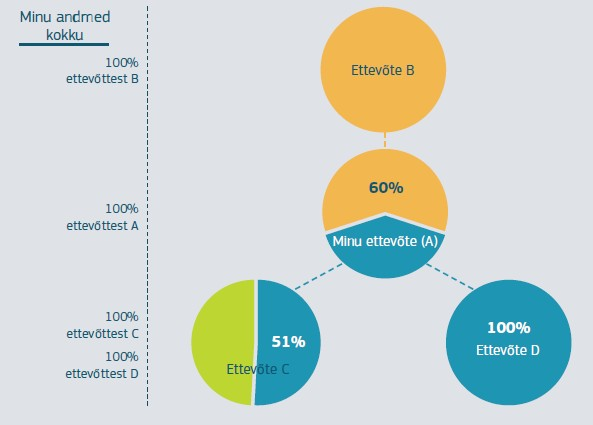 Minu andmed
kokku
100%
ettevõttest B
Ettevõte B
100%
ettevõttest A
60%
Minu ettevõte (A)
100%
ettevõttest C
100%
ettevõttest D
51%
Ettevõte C
100%
Ettevõte D